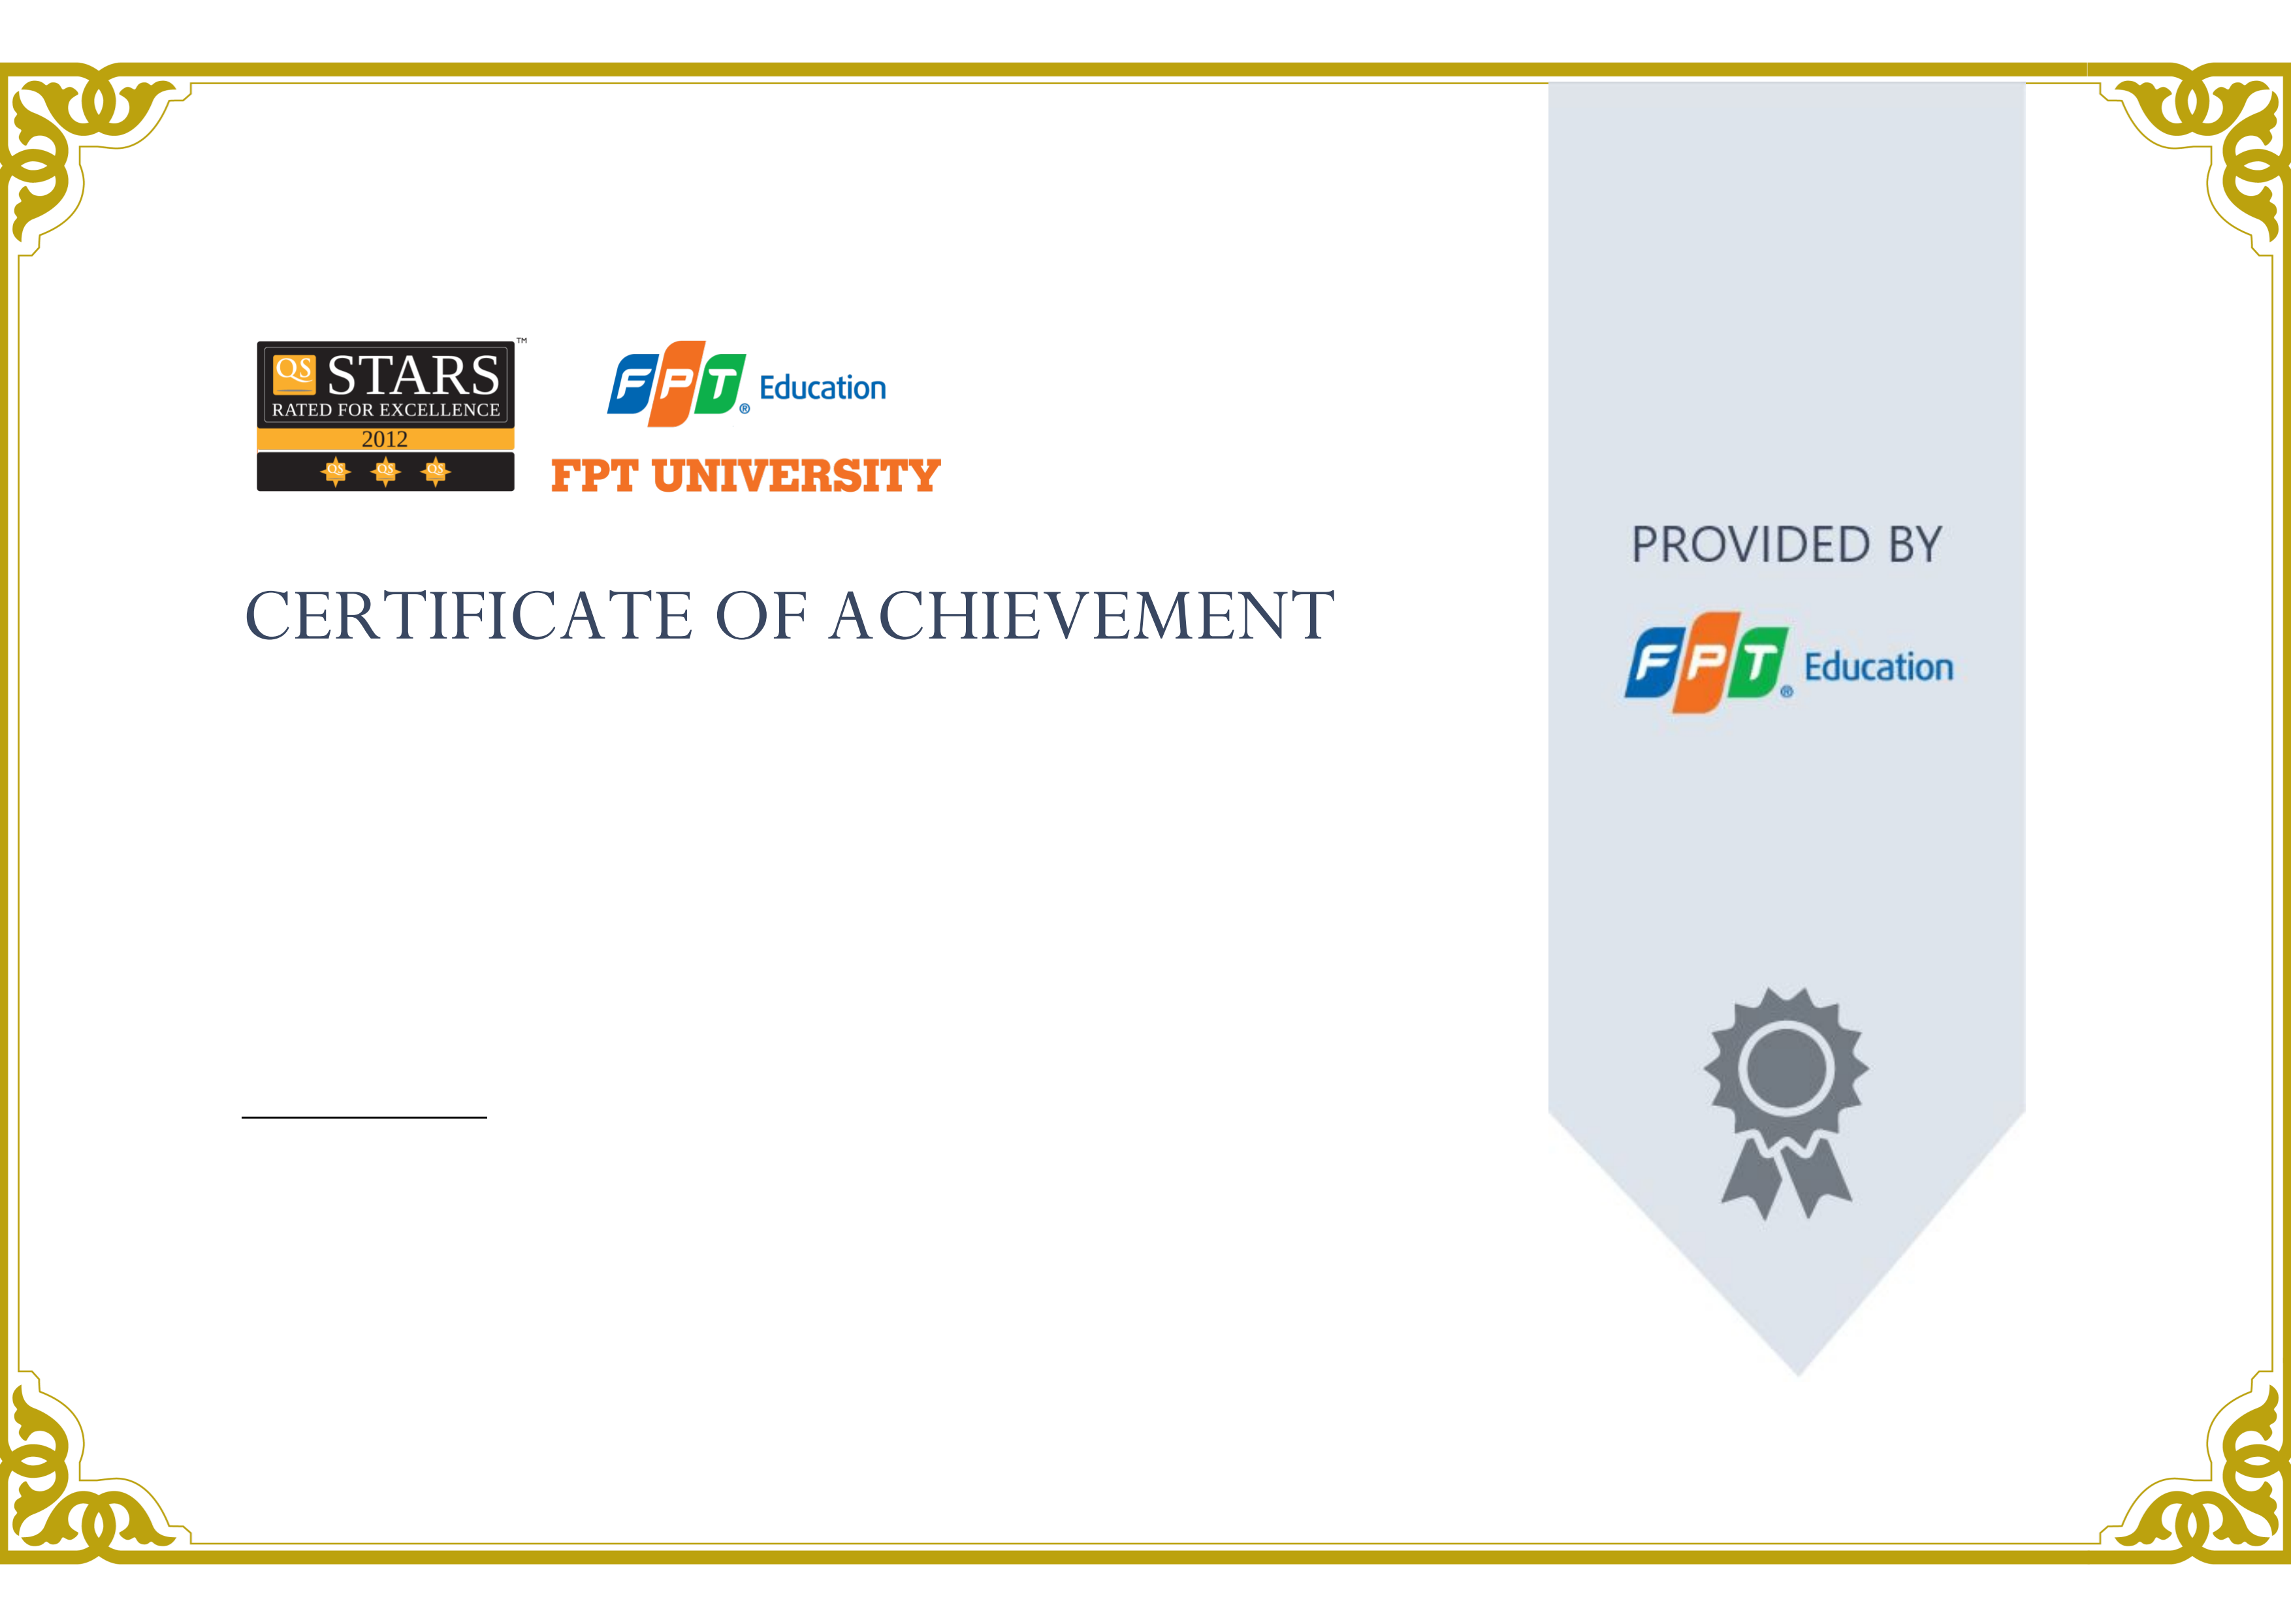 QS STARS™
RATED FOR EXCELLENCE
2012
QS QS QS
FPT® Education
FPT UNIVERSITY
CERTIFICATE OF ACHIEVEMENT
PROVIDED BY
FPT® Education